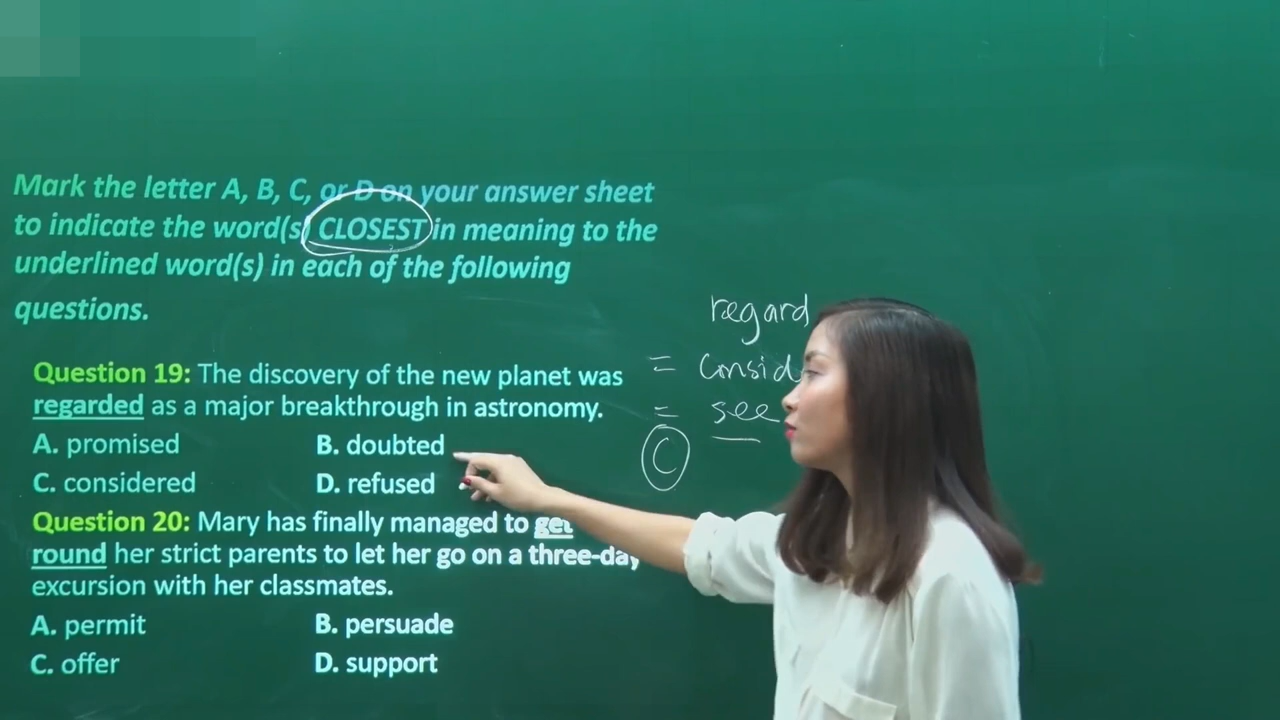 Mark the letter A, B, C, or D on your answer sheet
to indicate the word(s) CLOSEST in meaning to the
underlined word(s) in each of the following
questions.
Question 19: The discovery of the new planet was
regarded as a major breakthrough in astronomy.
A. promised B. doubted
C. considered D. refused
Question 20: Mary has finally managed to get
round her strict parents to let her go on a three-day
excursion with her classmates.
A. permit B. persuade
C. offer D. support
regard
= consid
= see
C